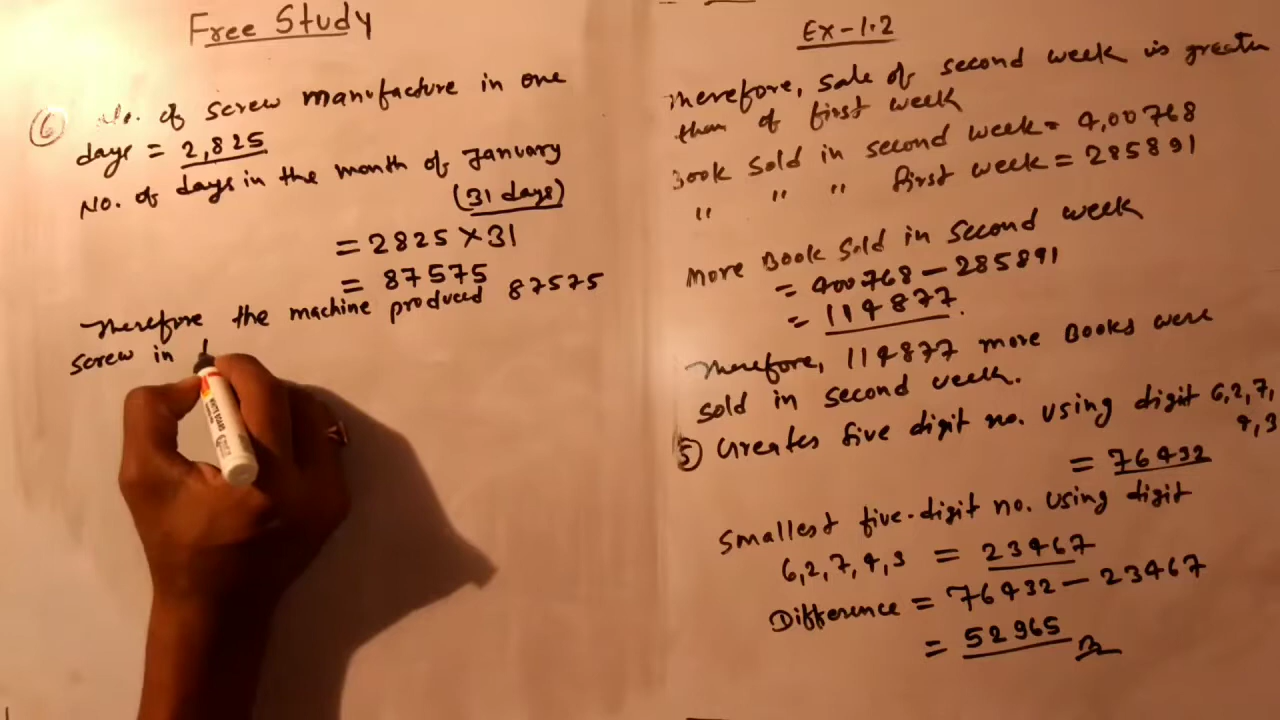 Free Study
6 No. of screw manufacture in one
days = 2,825
No. of days in the month of January
(31 days)
= 2825 × 31
= 87575
Therefore the machine produced 87575
screw in
Ex-1.2
Therefore, sale of second week is greater
than of first week
Book sold in second week = 4,00768
" " " first week = 285891
More Book Sold in Second week
= 400768 - 285891
= 114877.
Therefore, 114877 more Books were
sold in second week.
5 Greates five digit no. using digit 6,2,7,
4,3
= 76432
Smallest five-digit no. using digit
6,2,7,4,3 = 23467
Difference = 76432 - 23467
= 52965
WHITE BOARD